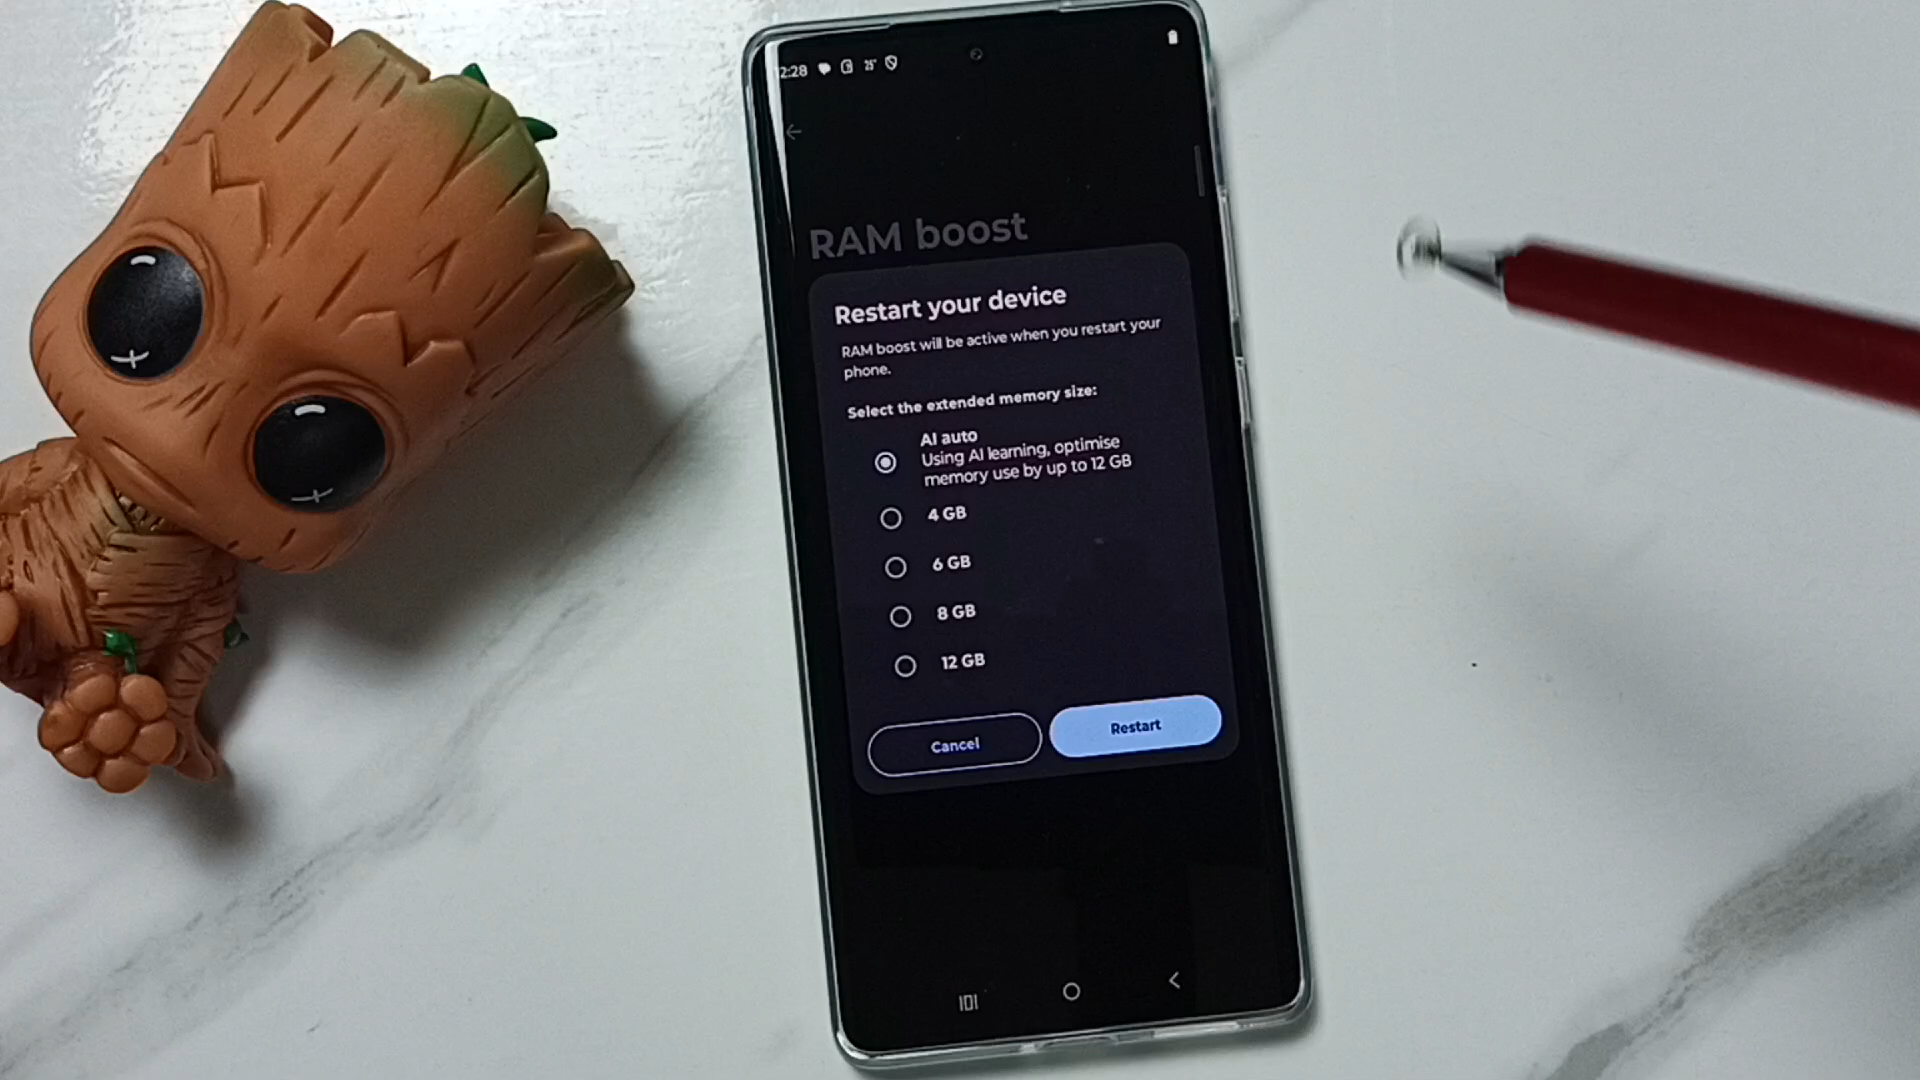 2:28
RAM boost
Restart your device
RAM boost will be active when you restart your
phone.
Select the extended memory size:
AI auto
Using AI learning, optimise
memory use by up to 12 GB
4 GB
6 GB
8 GB
12 GB
Cancel
Restart